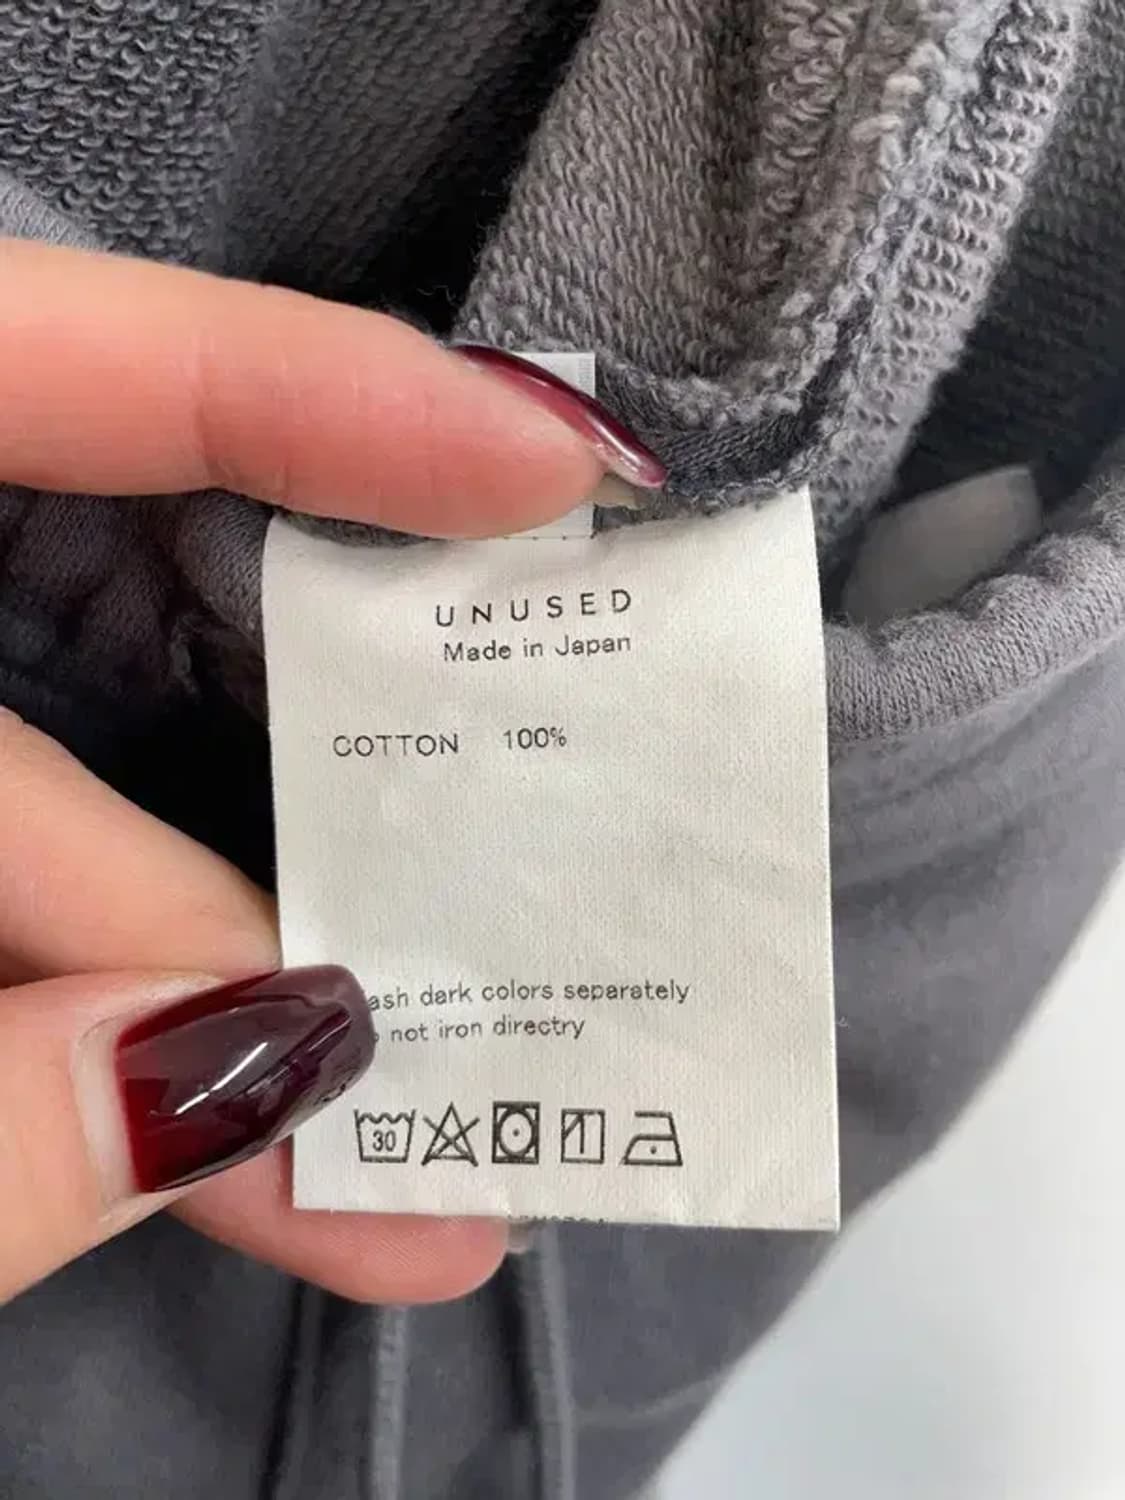 UNUSED
Made in Japan
COTTON 100%
ash dark colors separately
not iron directry
30